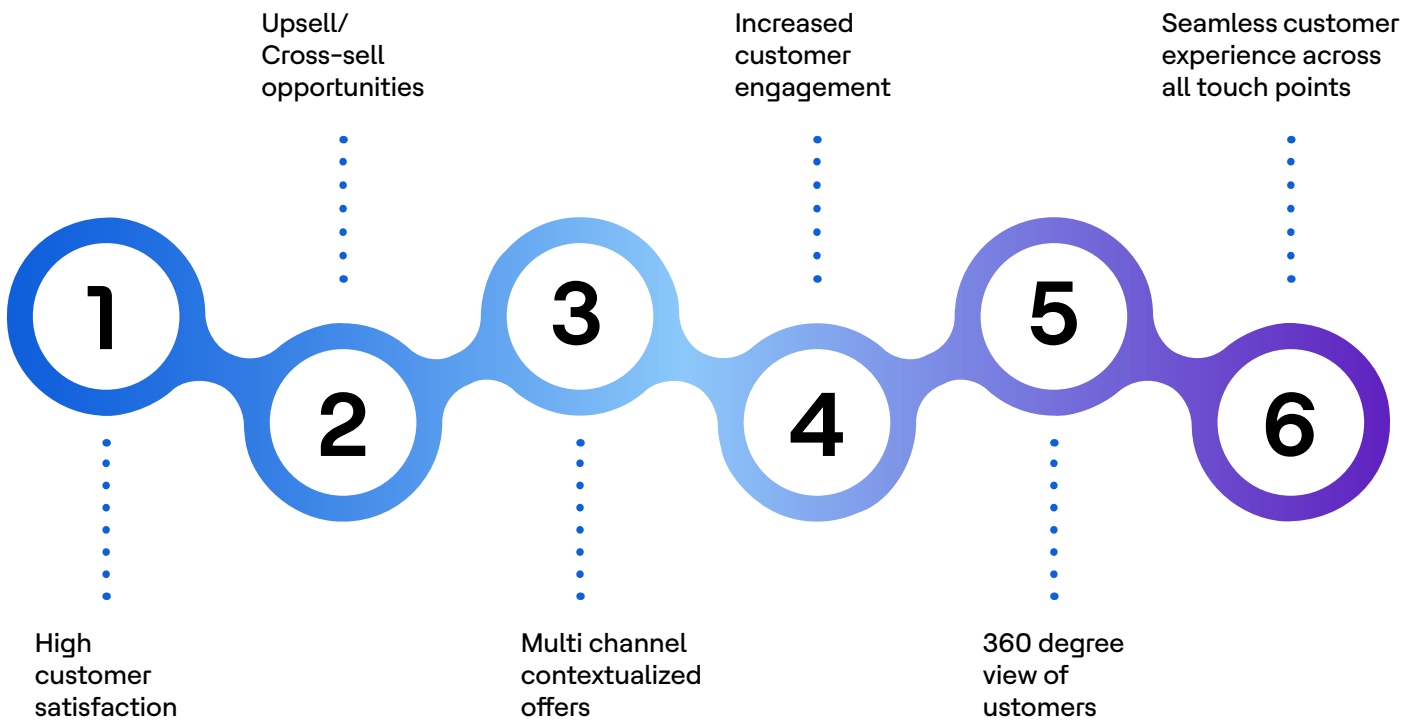 Upsell/
Cross-sell
opportunities
Increased
customer
engagement
Seamless customer
experience across
all touch points
1
2
3
4
5
6
High
customer
satisfaction
Multi channel
contextualized
offers
360 degree
view of
ustomers